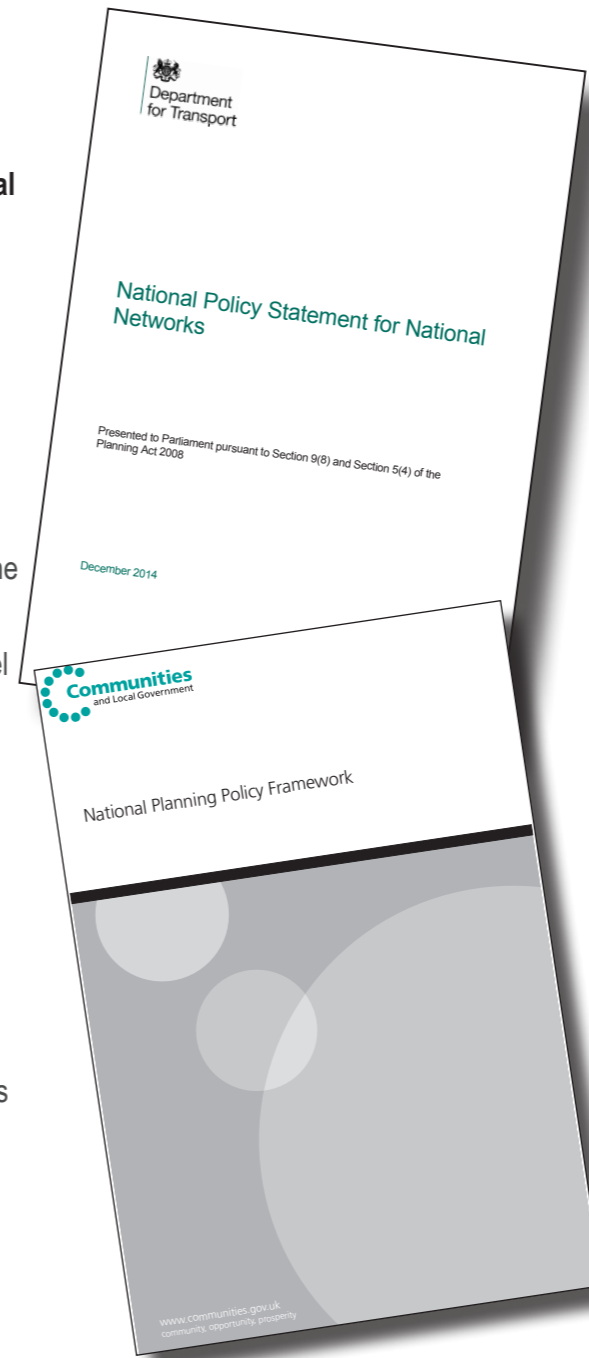 Department
for Transport
al
National Policy Statement for National
Networks
Presented to Parliament pursuant to Section 9(8) and Section 5(4) of the
Planning Act 2008
December 2014
Communities
and Local Government
National Planning Policy Framework
www.communities.gov.uk
community, opportunity, prosperity